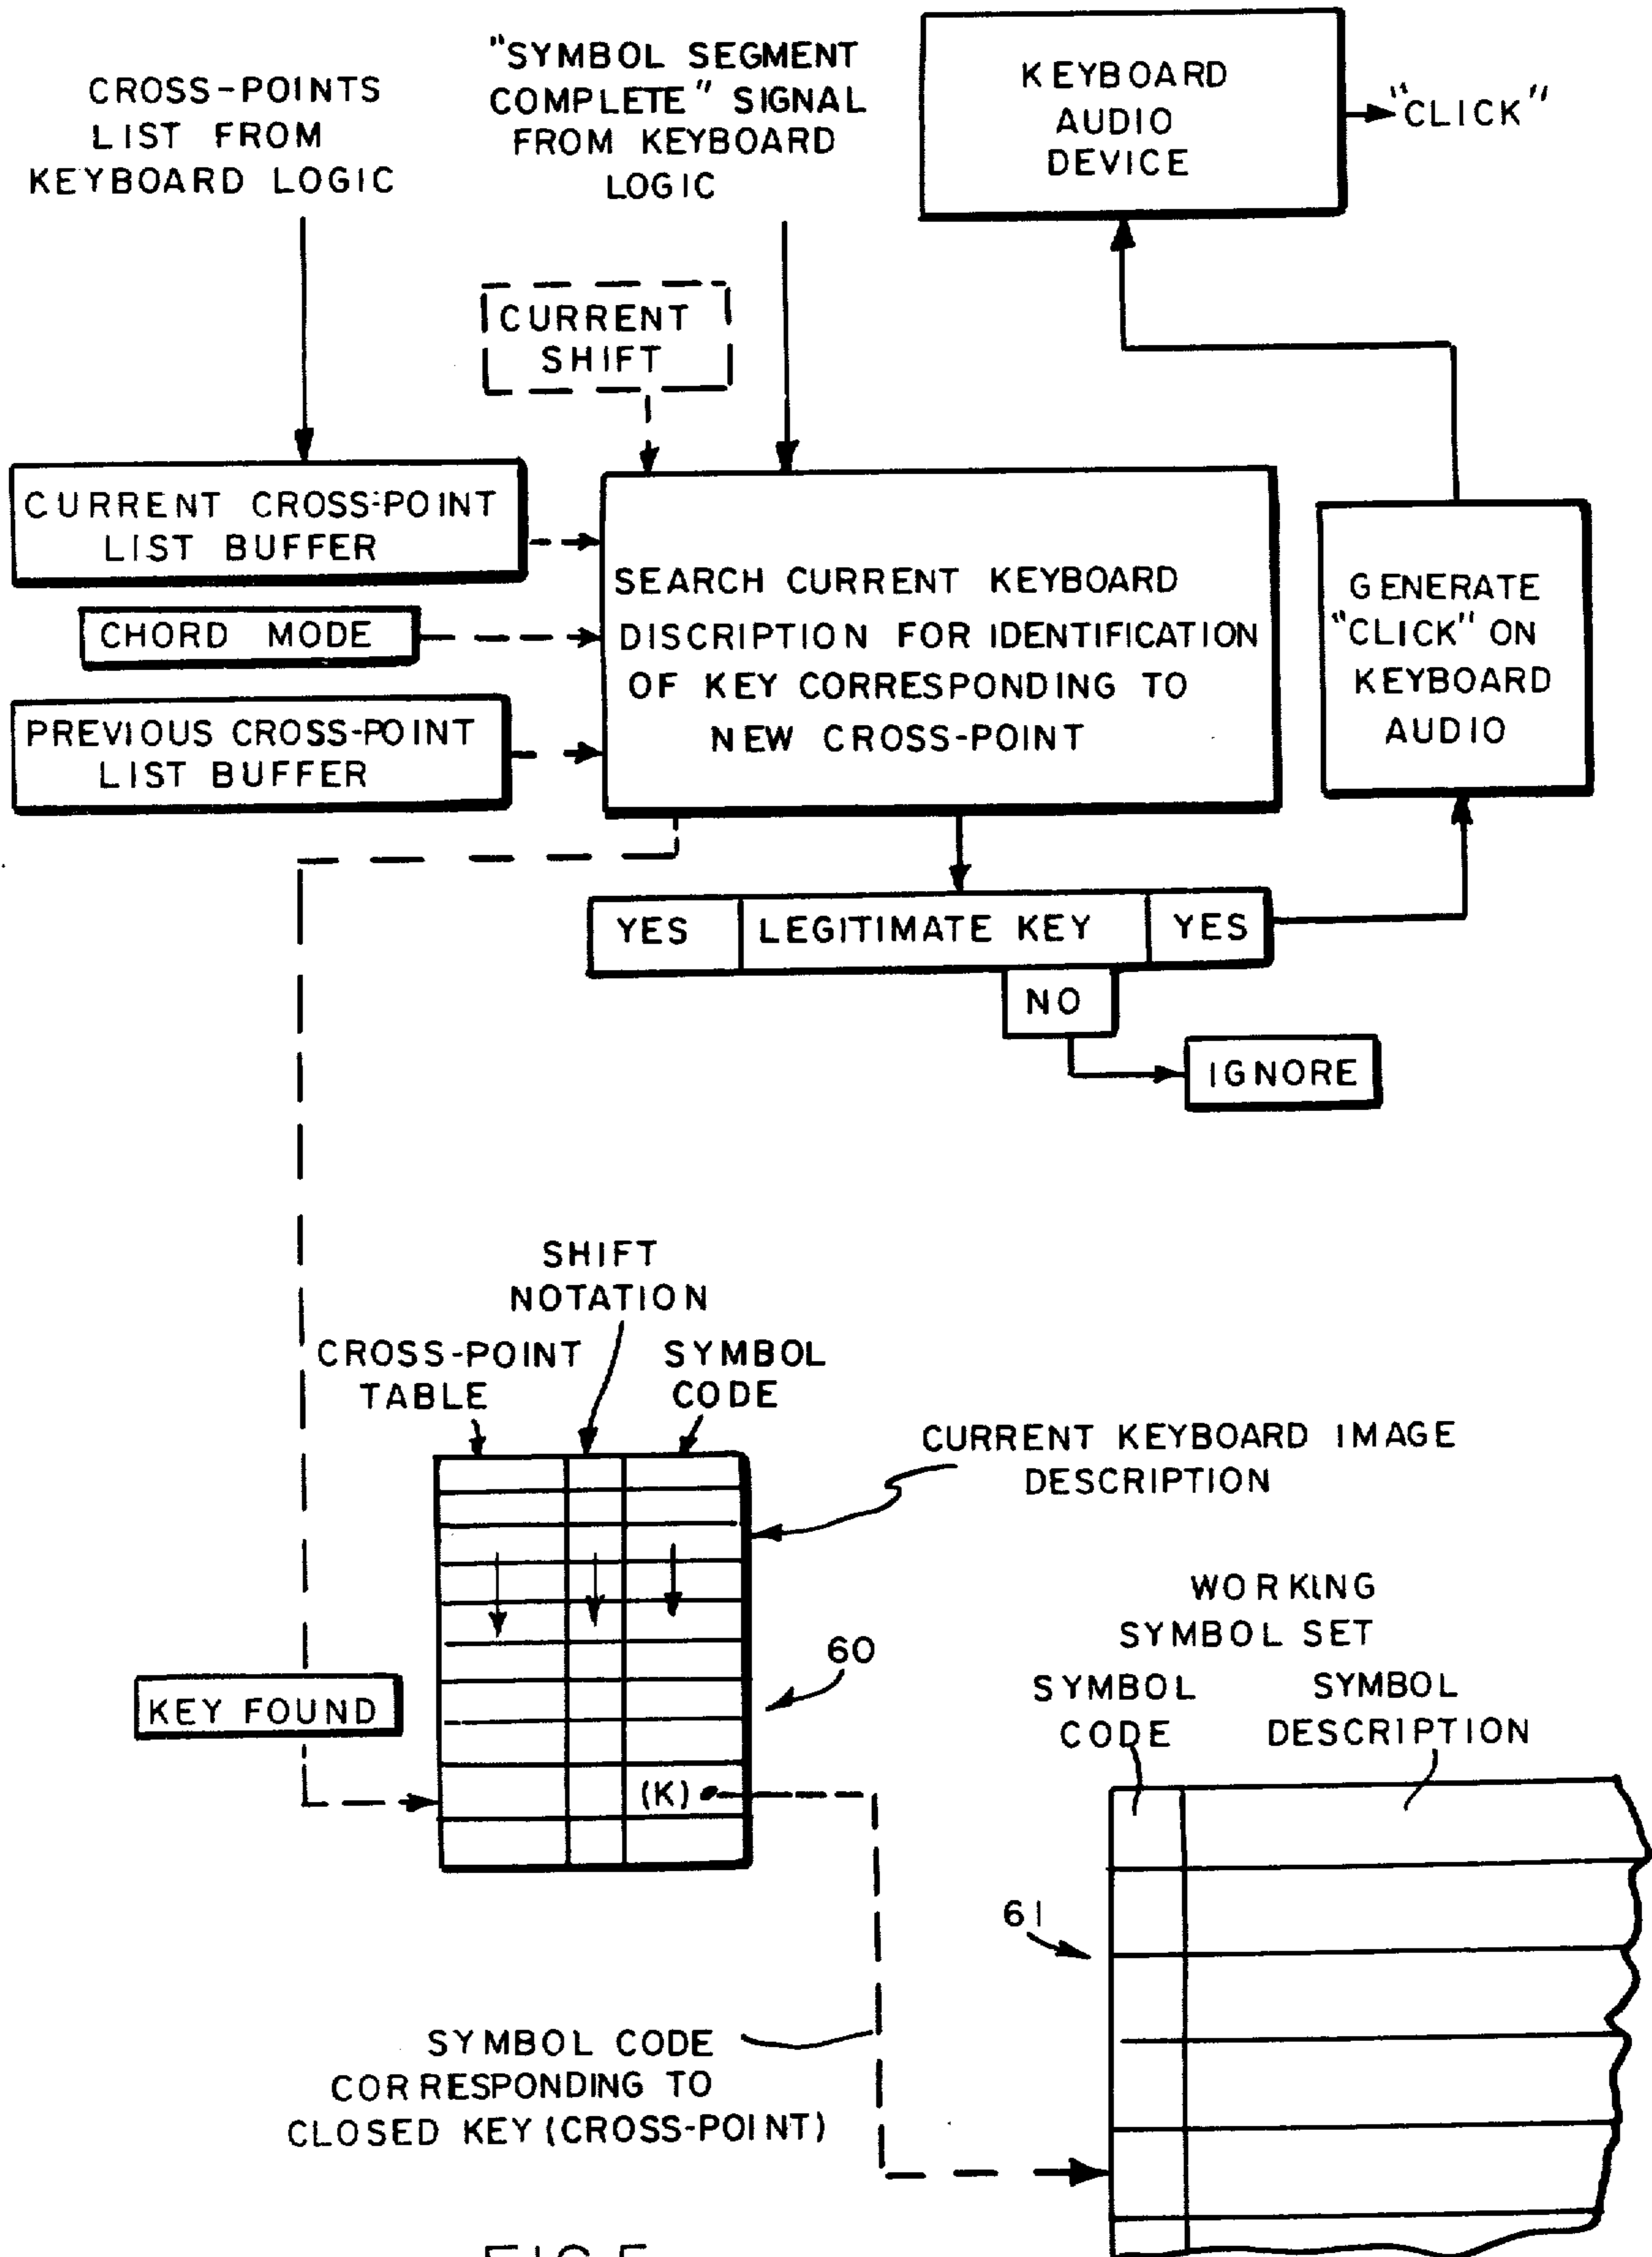 CROSS-POINTS
LIST FROM
KEYBOARD LOGIC
"SYMBOL SEGMENT
COMPLETE" SIGNAL
FROM KEYBOARD
LOGIC
KEYBOARD
AUDIO
DEVICE
"CLICK"
CURRENT
SHIFT
CURRENT CROSS-POINT
LIST BUFFER
CHORD MODE
PREVIOUS CROSS-POINT
LIST BUFFER
SEARCH CURRENT KEYBOARD
DISCRIPTION FOR IDENTIFICATION
OF KEY CORRESPONDING TO
NEW CROSS-POINT
GENERATE
"CLICK" ON
KEYBOARD
AUDIO
YES
LEGITIMATE KEY
YES
NO
IGNORE
SHIFT
NOTATION
CROSS-POINT
TABLE
SYMBOL
CODE
CURRENT KEYBOARD IMAGE
DESCRIPTION
60
KEY FOUND
(K)
WORKING
SYMBOL SET
SYMBOL
CODE
SYMBOL
DESCRIPTION
61
SYMBOL CODE
CORRESPONDING TO
CLOSED KEY (CROSS-POINT)